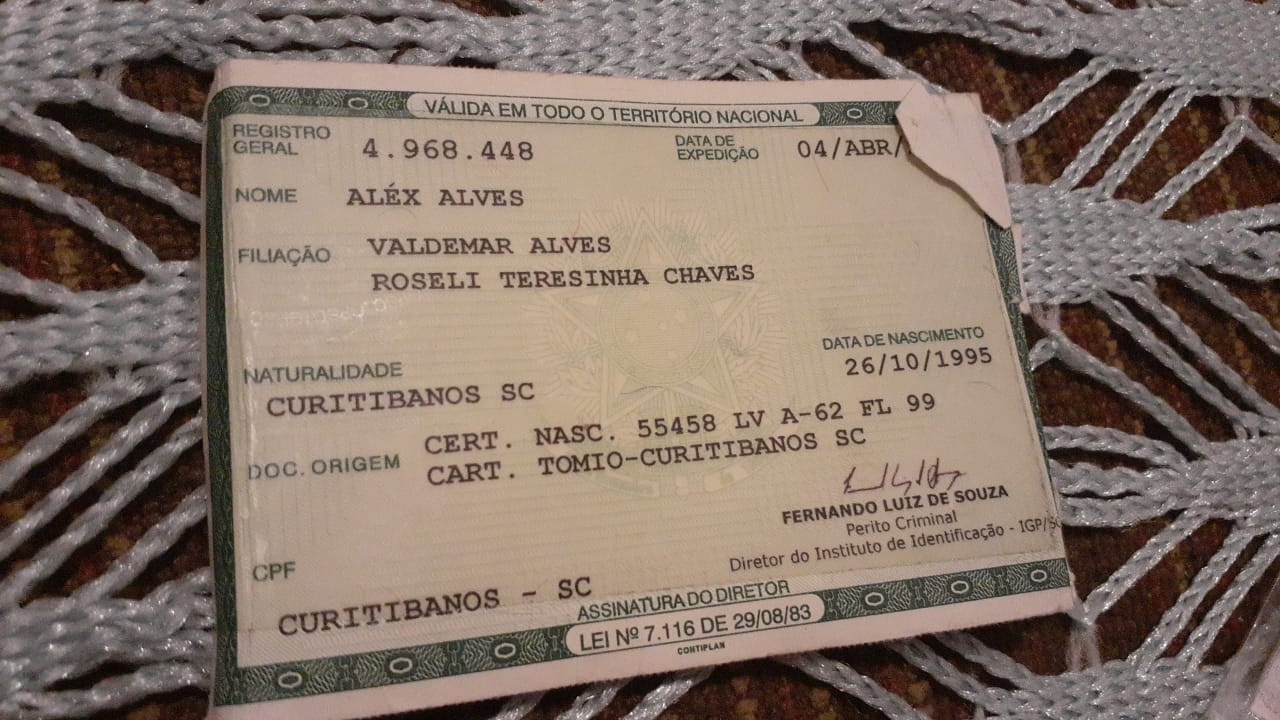 VÁLIDA EM TODO O TERRITÓRIO NACIONAL
REGISTRO GERAL 4.968.448 DATA DE EXPEDIÇÃO 04/ABR/
NOME ALÉX ALVES
FILIAÇÃO VALDEMAR ALVES
ROSELI TERESINHA CHAVES
NATURALIDADE DATA DE NASCIMENTO
CURITIBANOS SC 26/10/1995
DOC. ORIGEM CERT. NASC. 55458 LV A-62 FL 99
CART. TOMIO-CURITIBANOS SC
FERNANDO LUIZ DE SOUZA
Perito Criminal
Diretor do Instituto de Identificação - IGP/SC
CPF
CURITIBANOS - SC
ASSINATURA DO DIRETOR
LEI Nº 7.116 DE 29/08/83
CONTIPLAN